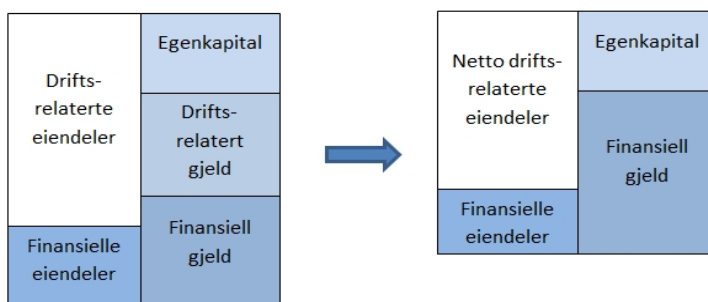 Drifts-
relaterte
eiendeler
Finansielle
eiendeler
Egenkapital
Drifts-
relatert
gjeld
Finansiell
gjeld
Netto drifts-
relaterte
eiendeler
Finansielle
eiendeler
Egenkapital
Finansiell
gjeld